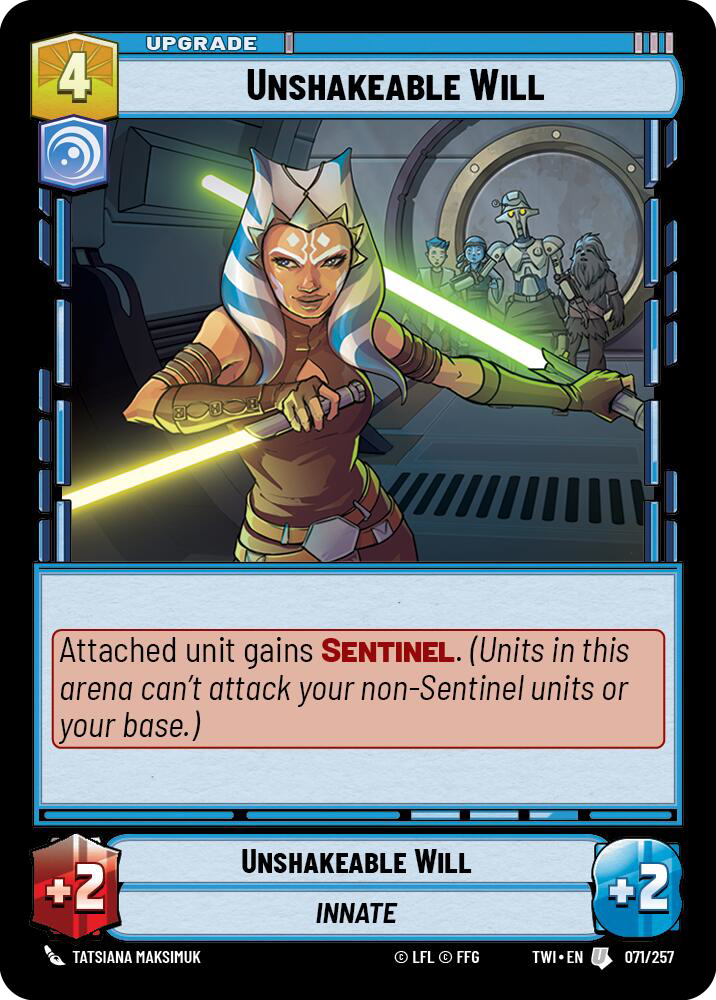 UPGRADE
4
UNSHAKEABLE WILL
Attached unit gains SENTINEL. (Units in this
arena can't attack your non-Sentinel units or
your base.)
+2
UNSHAKEABLE WILL
+2
INNATE
TATSIANA MAKSIMUK
© LFL © FFG
TWI • EN
U
071/257